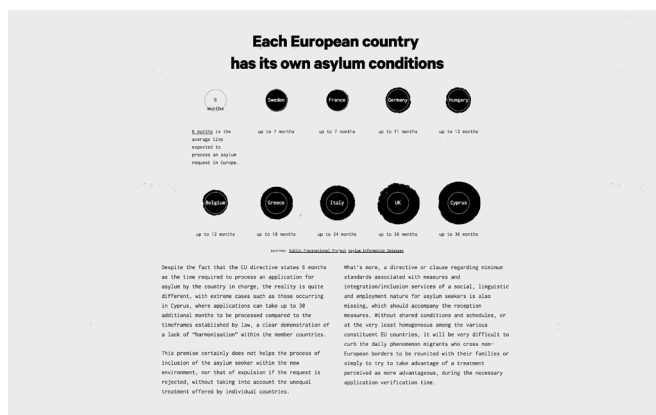 Each European country
has its own asylum conditions
6
months
Sweden
France
Germany
Hungary
6 months is the
average time
expected to
process an asylum
request in Europe.
up to 7 months
up to 7 months
up to 11 months
up to 12 months
Belgium
Greece
Italy
UK
Cyprus
up to 12 months
up to 18 months
up to 24 months
up to 36 months
up to 36 months
sources: Public Transnational Project Asylum Information Database
Despite the fact that the EU directive states 6 months
as the time required to process an application for
asylum by the country in charge, the reality is quite
different, with extreme cases such as those occurring
in Cyprus, where applications can take up to 30
additional months to be processed compared to the
timeframes established by law, a clear demonstration of
a lack of "harmonisation" within the member countries.
This premise certainly does not helps the process of
inclusion of the asylum seeker within the new
environment, nor that of expulsion if the request is
rejected, without taking into account the unequal
treatment offered by individual countries.
What's more, a directive or clause regarding minimum
standards associated with measures and
integration/inclusion services of a social, linguistic
and employment nature for asylum seekers is also
missing, which should accompany the reception
measures. Without shared conditions and schedules, or
at the very least homogeneous among the various
constituent EU countries, it will be very difficult to
curb the daily phenomenon migrants who cross non-
European borders to be reunited with their families or
simply to try to take advantage of a treatment
perceived as more advantageous, during the necessary
application verification time.